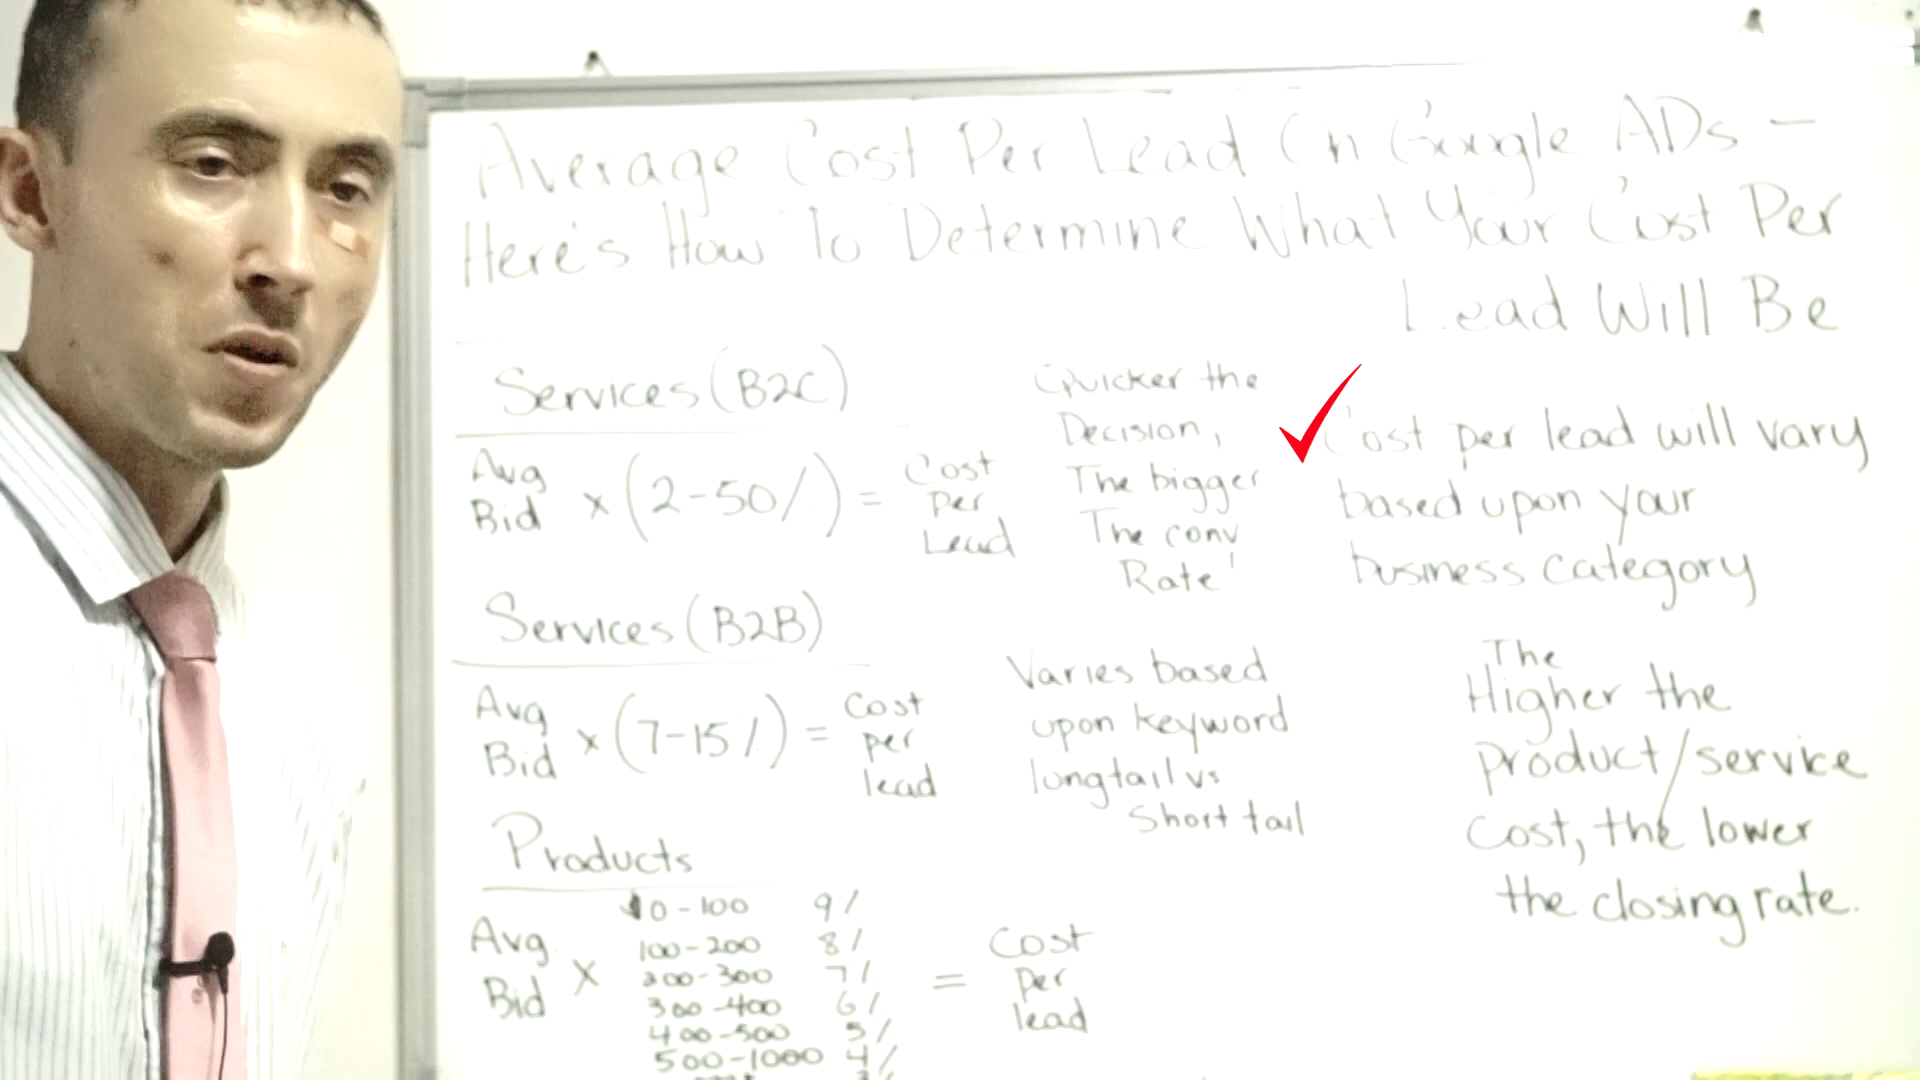 Average Cost Per Lead On Google ADs -
Here's How To Determine What Your Cost Per
Lead Will Be
Services (B2C)
Avg
Bid x (2-50%) = Cost
Per
Lead
Quicker the
Decision,
The bigger
The conv
Rate!
Cost per lead will vary
based upon your
business category
Services (B2B)
Avg
Bid x (7-15%) = Cost
per
lead
Varies based
upon keyword
longtail vs
Short tail
The
Higher the
product/service
Cost, the lower
the closing rate.
Products
Avg
Bid x
0-100 9%
100-200 8%
200-300 7%
300-400 6%
400-500 5%
500-1000 4%
= Cost
Per
lead